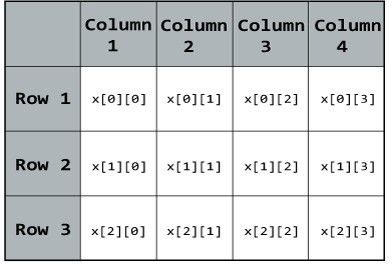 Column Column Column Column
1 2 3 4
Row 1 x[0][0] x[0][1] x[0][2] x[0][3]
Row 2 x[1][0] x[1][1] x[1][2] x[1][3]
Row 3 x[2][0] x[2][1] x[2][2] x[2][3]